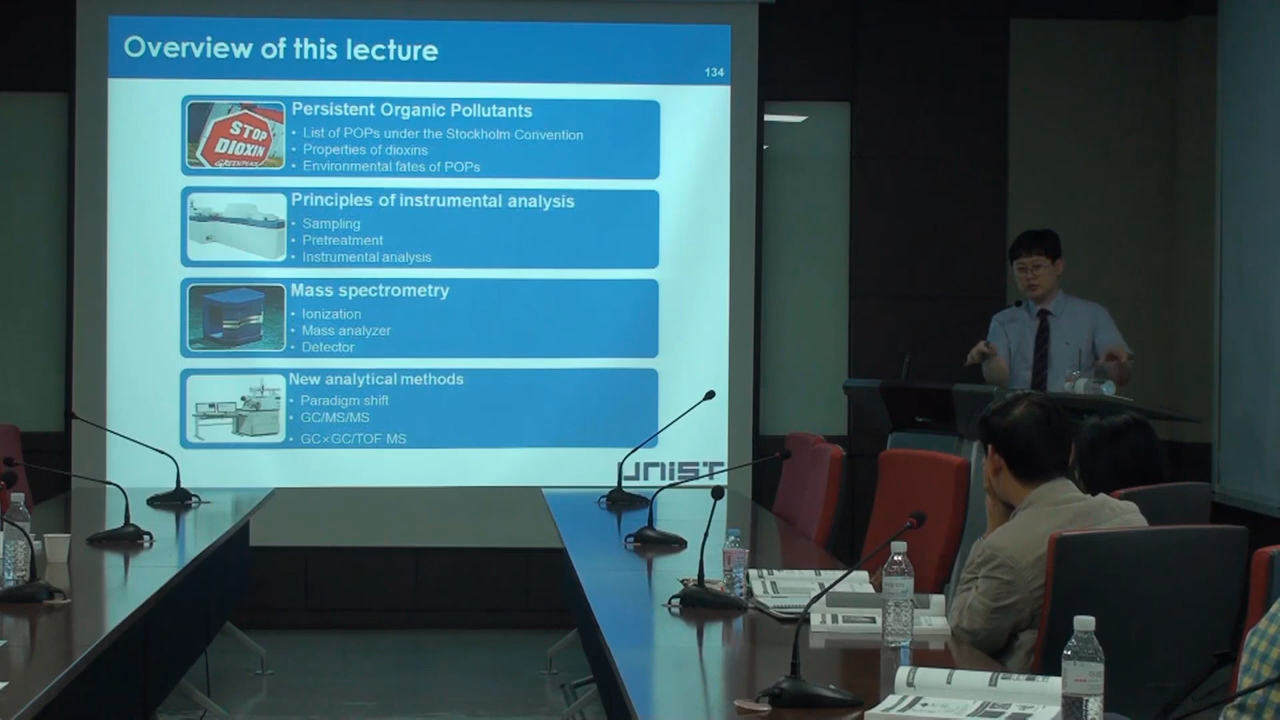 Overview of this lecture
134
Persistent Organic Pollutants
• List of POPs under the Stockholm Convention
• Properties of dioxins
• Environmental fates of POPs
STOP
DIOXIN
GREENPEACE
Principles of instrumental analysis
• Sampling
• Pretreatment
• Instrumental analysis
Mass spectrometry
• Ionization
• Mass analyzer
• Detector
New analytical methods
• Paradigm shift
• GC/MS/MS
• GC×GC/TOF MS
UNIST